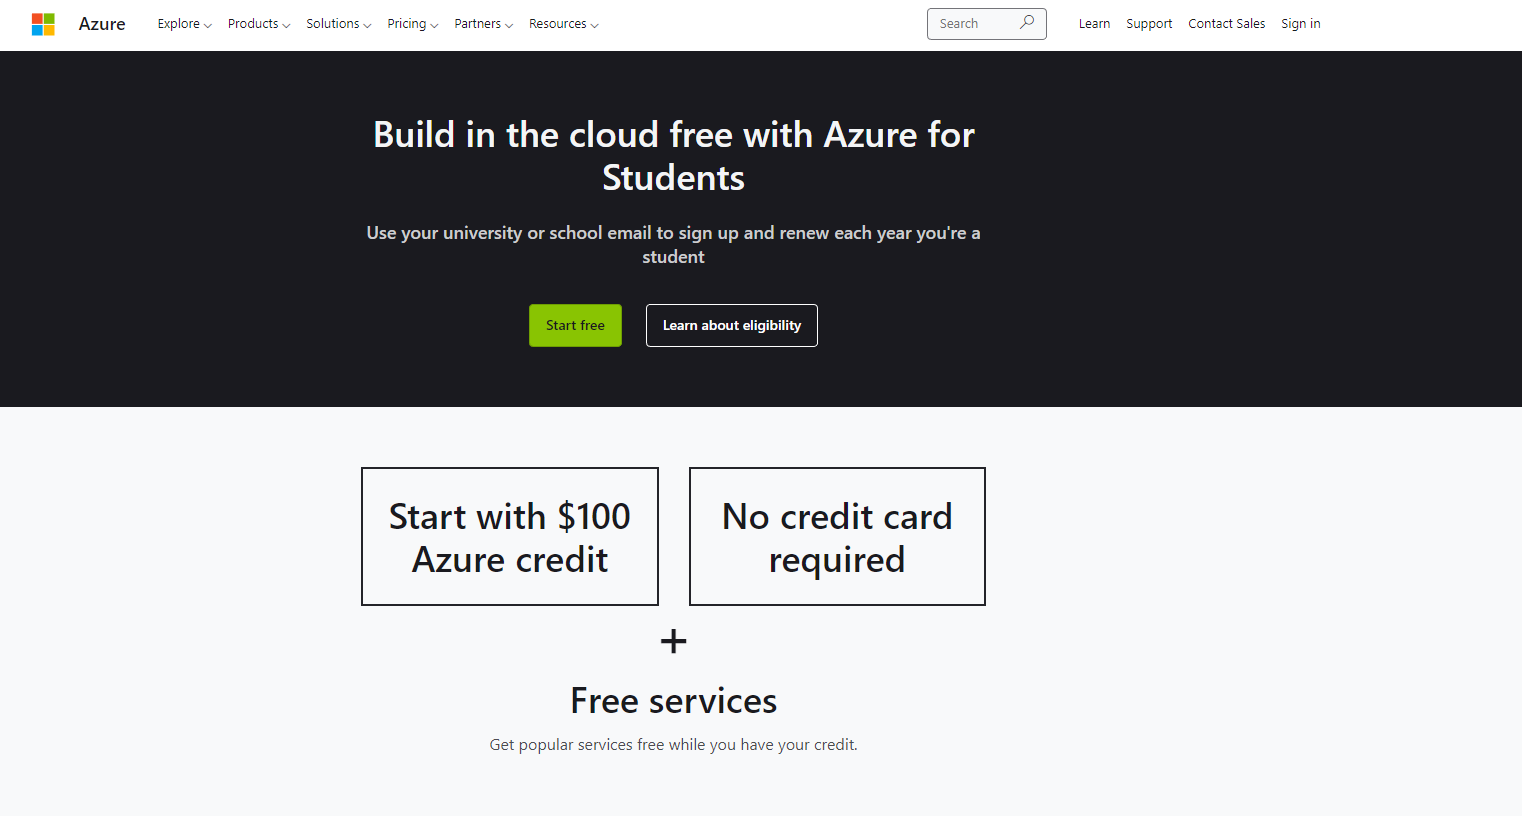 Azure Explore Products Solutions Pricing Partners Resources Search Learn Support Contact Sales Sign in
Build in the cloud free with Azure for
Students
Use your university or school email to sign up and renew each year you're a
student
Start free Learn about eligibility
Start with $100
Azure credit
No credit card
required
+
Free services
Get popular services free while you have your credit.